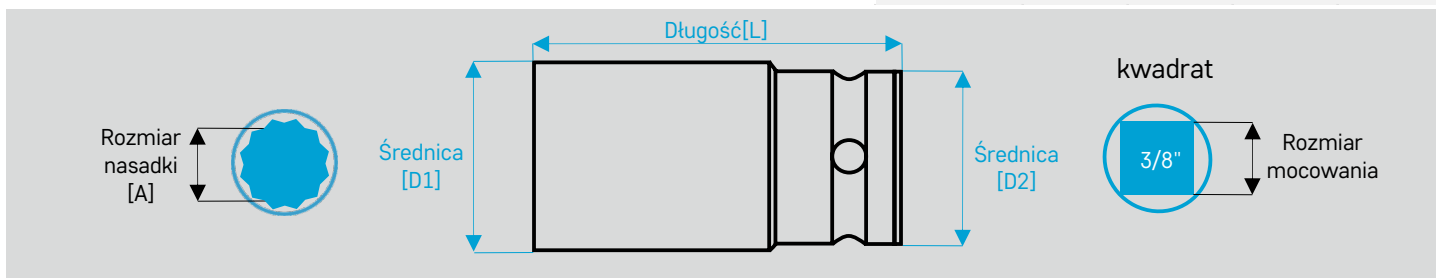 Długość[L]
kwadrat
Rozmiar
nasadki
[A]
Średnica
[D1]
Średnica
[D2]
3/8"
Rozmiar
mocowania